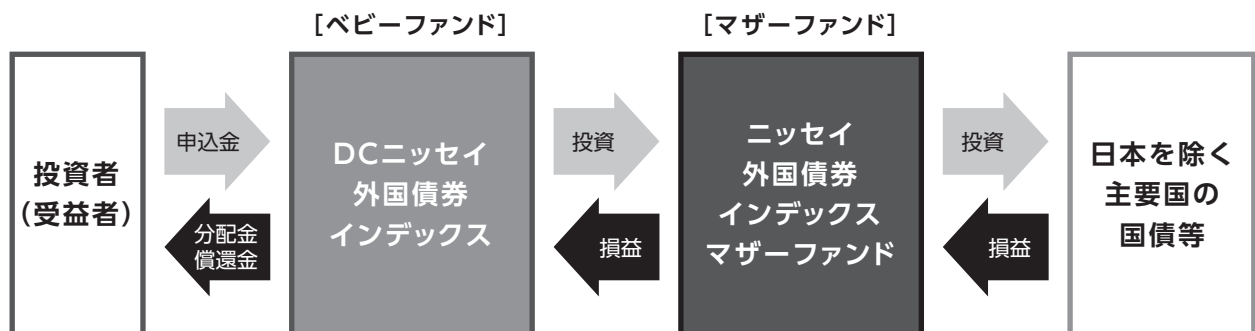 [ベビーファンド]
[マザーファンド]
投資者
(受益者)
申込金
分配金
償還金
DCニッセイ
外国債券
インデックス
投資
損益
ニッセイ
外国債券
インデックス
マザーファンド
投資
損益
日本を除く
主要国の
国債等